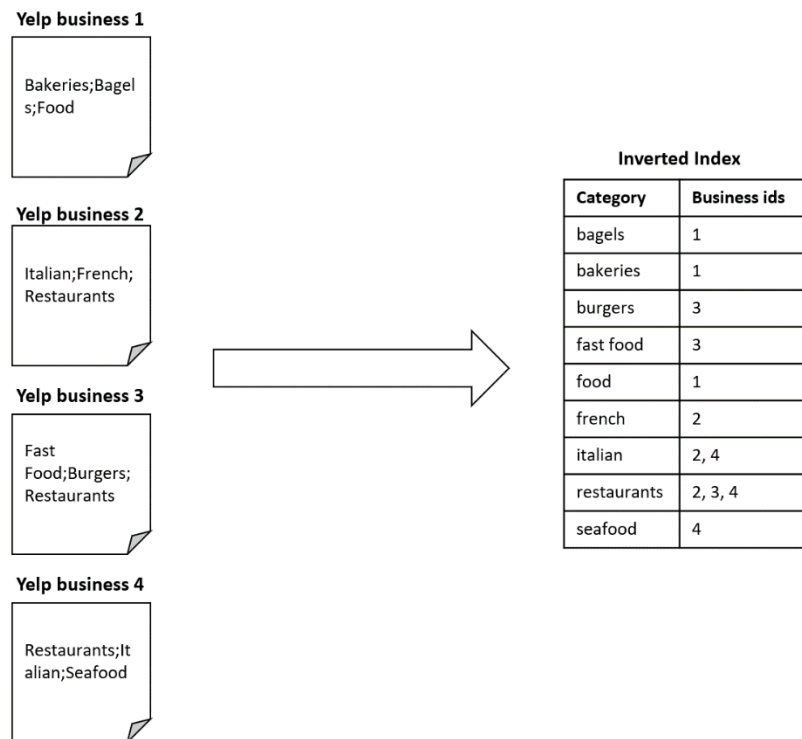 Yelp business 1
Bakeries;Bagel
s;Food
Yelp business 2
Italian;French;
Restaurants
Yelp business 3
Fast
Food;Burgers;
Restaurants
Yelp business 4
Restaurants;It
alian;Seafood
Inverted Index
Category Business ids
bagels 1
bakeries 1
burgers 3
fast food 3
food 1
french 2
italian 2, 4
restaurants 2, 3, 4
seafood 4